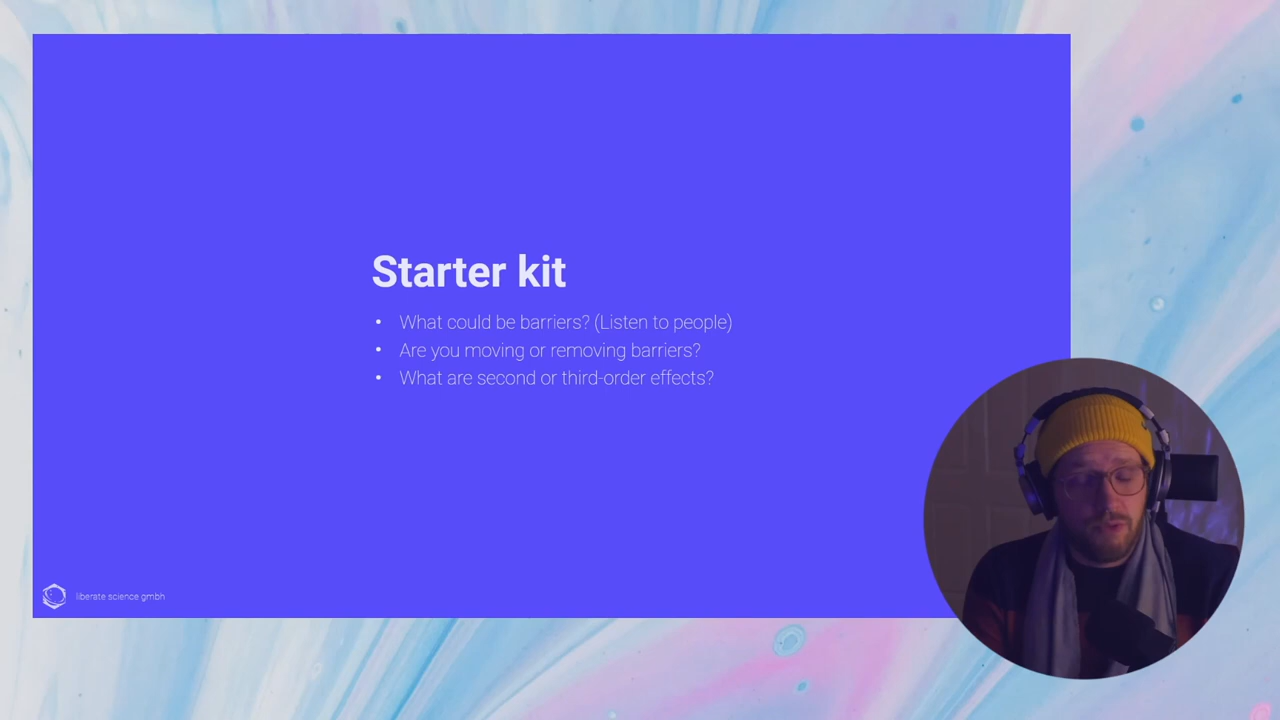 Starter kit
• What could be barriers? (Listen to people)
• Are you moving or removing barriers?
• What are second or third-order effects?
liberate science gmbh